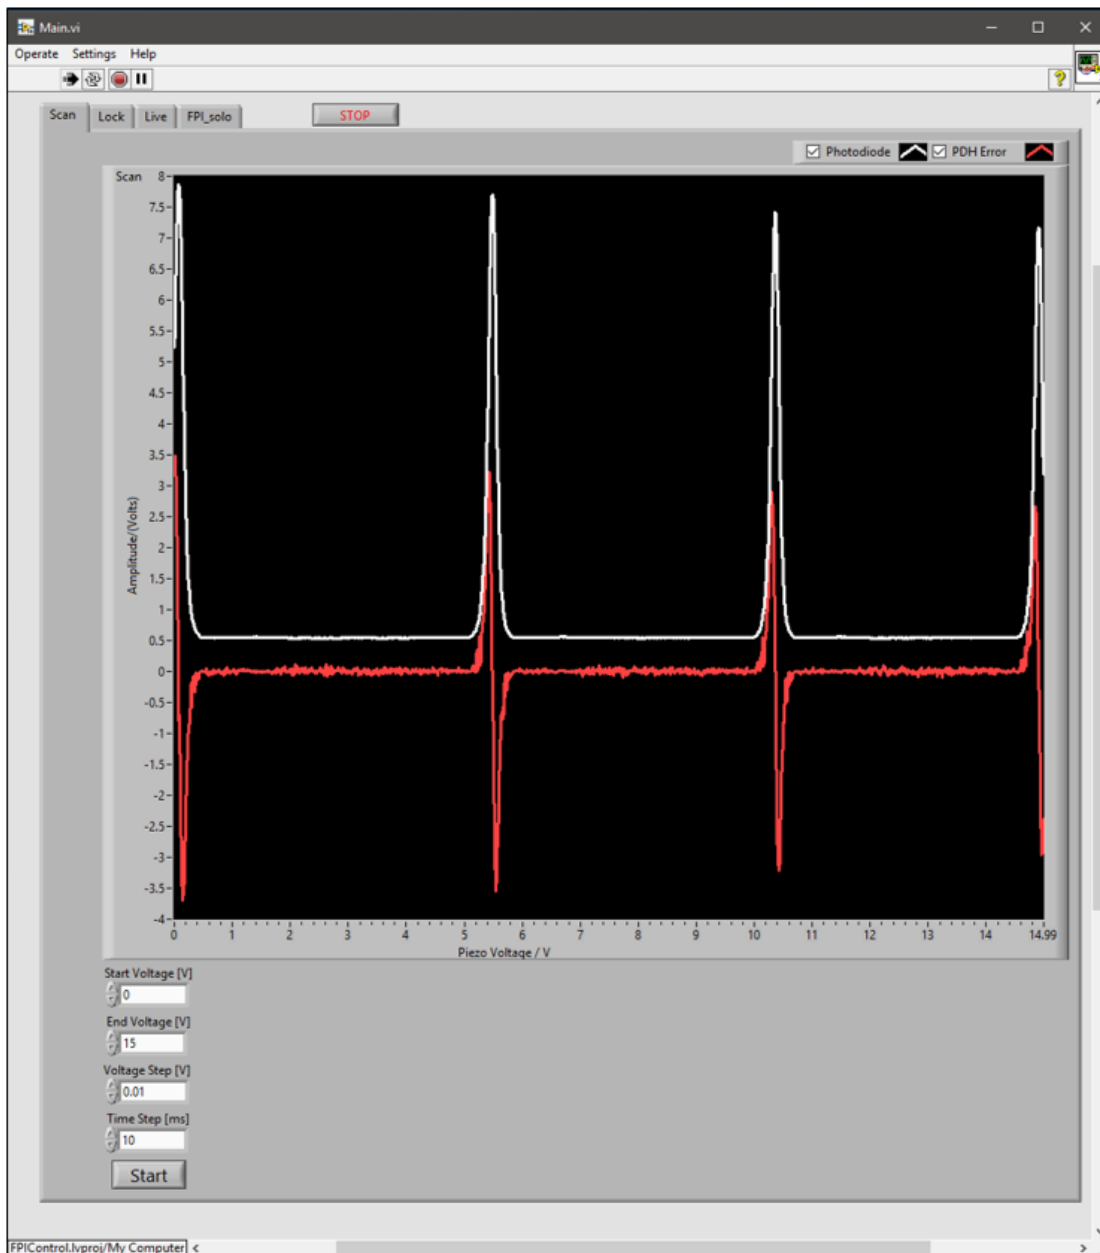 Main.vi
Operate Settings Help
Scan Lock Live FPI_solo STOP
Photodiode PDH Error
Scan
8
7.5
7
6.5
6
5.5
5
4.5
4
3.5
3
2.5
2
1.5
1
0.5
0
-0.5
-1
-1.5
-2
-2.5
-3
-3.5
-4
Amplitude/(Volts)
0 1 2 3 4 5 6 7 8 9 10 11 12 13 14 14.99
Piezo Voltage / V
Start Voltage [V]
0
End Voltage [V]
15
Voltage Step [V]
0.01
Time Step [ms]
10
Start
FPIControl.lvproj/My Computer